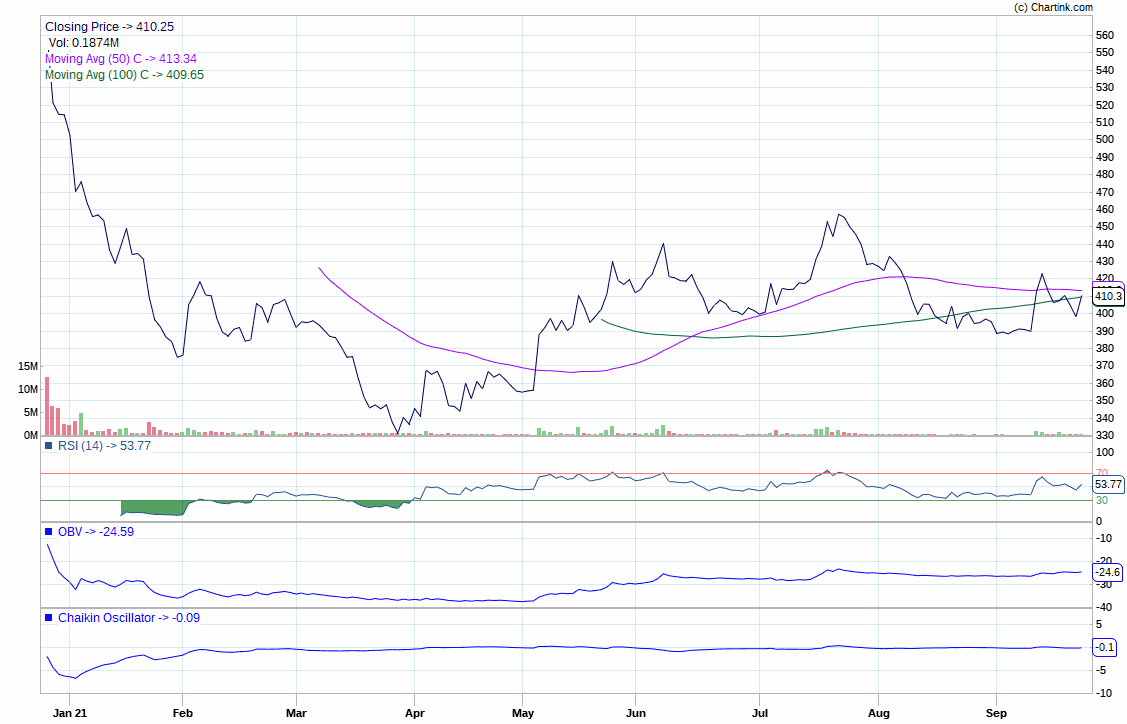 (c) Chartink.com
Closing Price -> 410.25
Vol: 0.1874M
Moving Avg (50) C -> 413.34
Moving Avg (100) C -> 409.65
560
550
540
530
520
510
500
490
480
470
460
450
440
430
420
410.3
400
390
380
370
360
350
340
330
15M
10M
5M
0M
RSI (14) -> 53.77
100
70
53.77
30
0
OBV -> -24.59
-10
-20
-24.6
-30
-40
Chaikin Oscillator -> -0.09
5
-0.1
-5
-10
Jan 21 Feb Mar Apr May Jun Jul Aug Sep